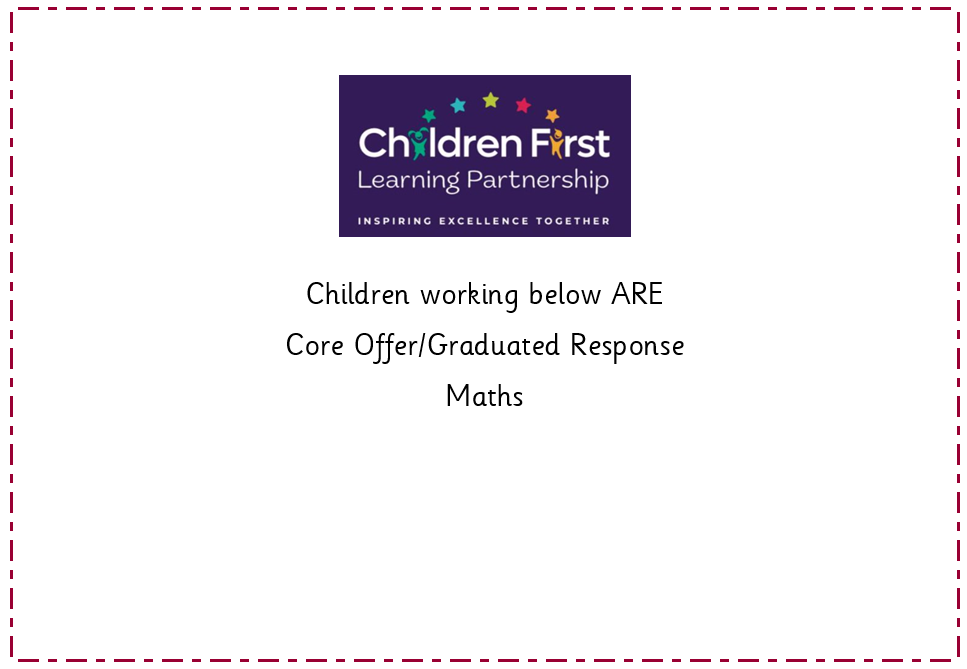 Children First
Learning Partnership
INSPIRING EXCELLENCE TOGETHER
Children working below ARE
Core Offer/Graduated Response
Maths